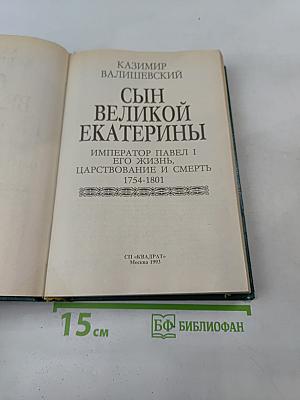 КАЗИМИР
ВАЛИШЕВСКИЙ
СЫН
ВЕЛИКОЙ
ЕКАТЕРИНЫ
ИМПЕРАТОР ПАВЕЛ I
ЕГО ЖИЗНЬ,
ЦАРСТВОВАНИЕ И СМЕРТЬ
1754-1801
СП «КВАДРАТ»
Москва 1993
15 см
БФ БИБЛИОФАН